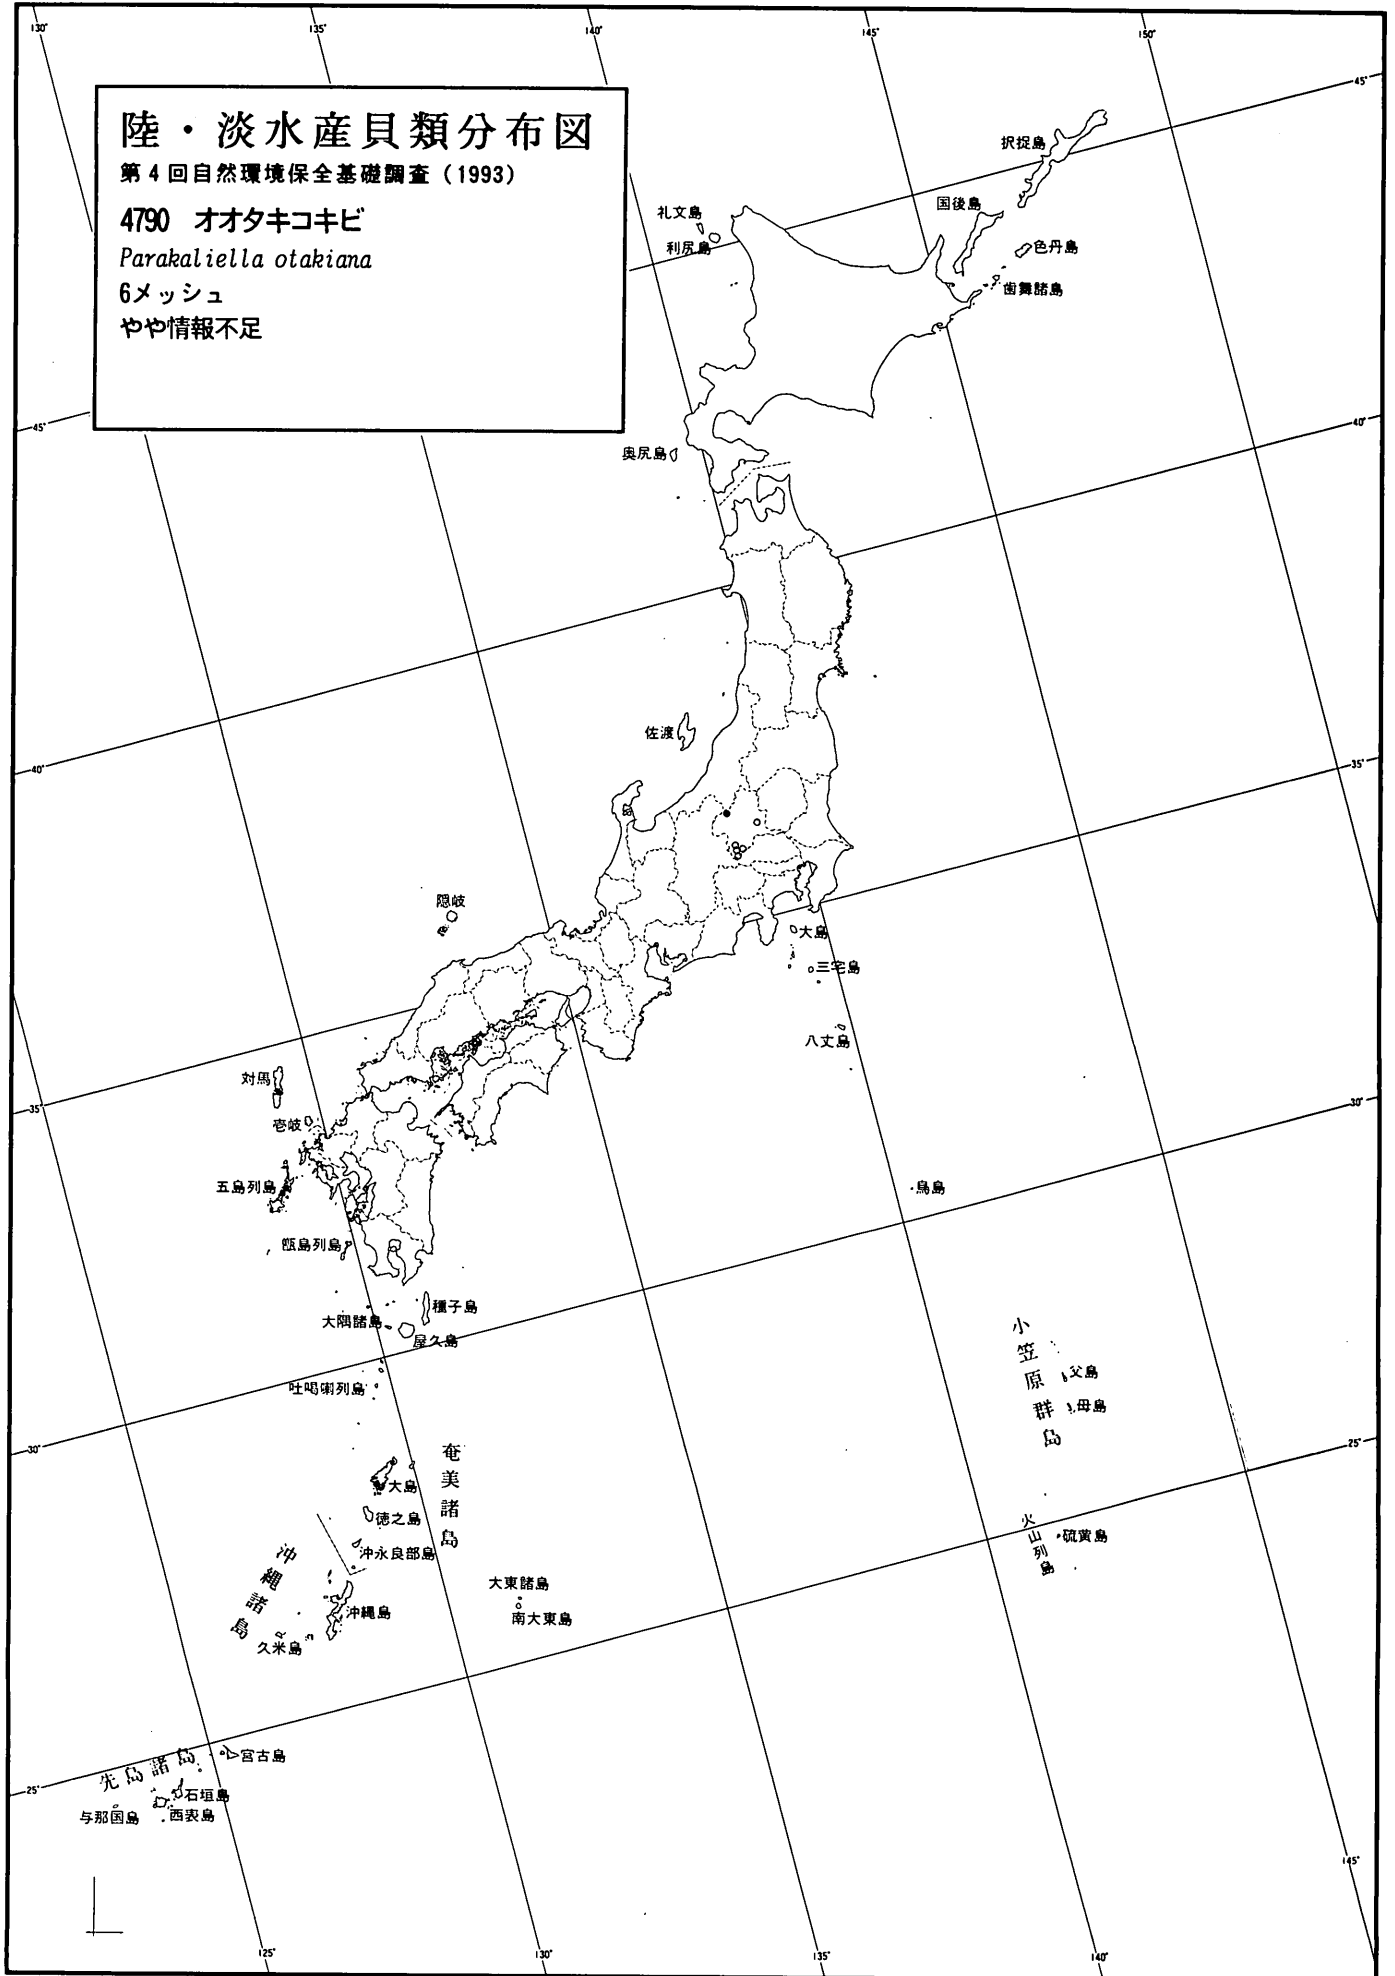 130°
135°
140°
145°
150°
陸・淡水産貝類分布図
第4回自然環境保全基礎調査（1993）
4790 オオタキコキビ
Parakaliella otakiana
6メッシュ
やや情報不足
45°
択捉島
国後島
色丹島
歯舞諸島
礼文島
利尻島
45°
40°
奥尻島
佐渡
40°
35°
隠岐
大島
三宅島
八丈島
対馬
35°
壱岐
30°
五島列島
鳥島
甑島列島
種子島
大隅諸島
屋久島
吐噶喇列島
小笠原群島
父島
母島
30°
25°
奄美諸島
大島
徳之島
沖永良部島
火山列島
硫黄島
沖縄諸島
沖縄島
久米島
大東諸島
南大東島
先島諸島
宮古島
石垣島
西表島
与那国島
25°
145°
125°
130°
135°
140°